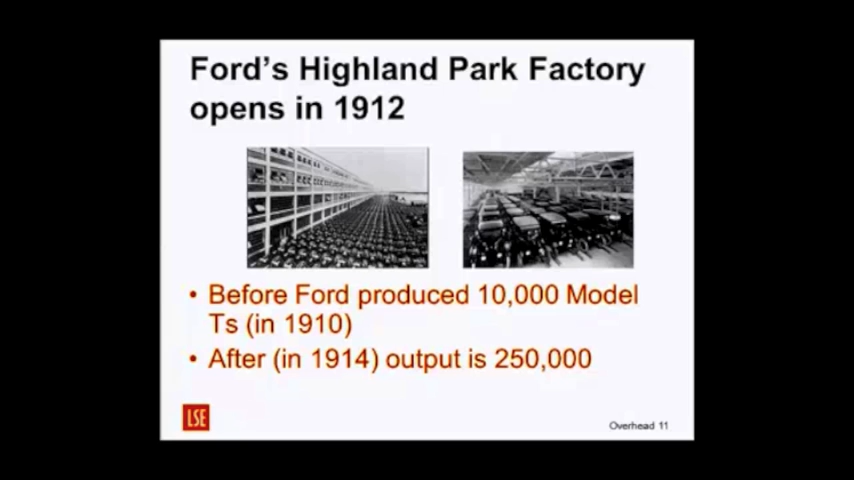 Ford's Highland Park Factory
opens in 1912
• Before Ford produced 10,000 Model
Ts (in 1910)
• After (in 1914) output is 250,000
LSE
Overhead 11